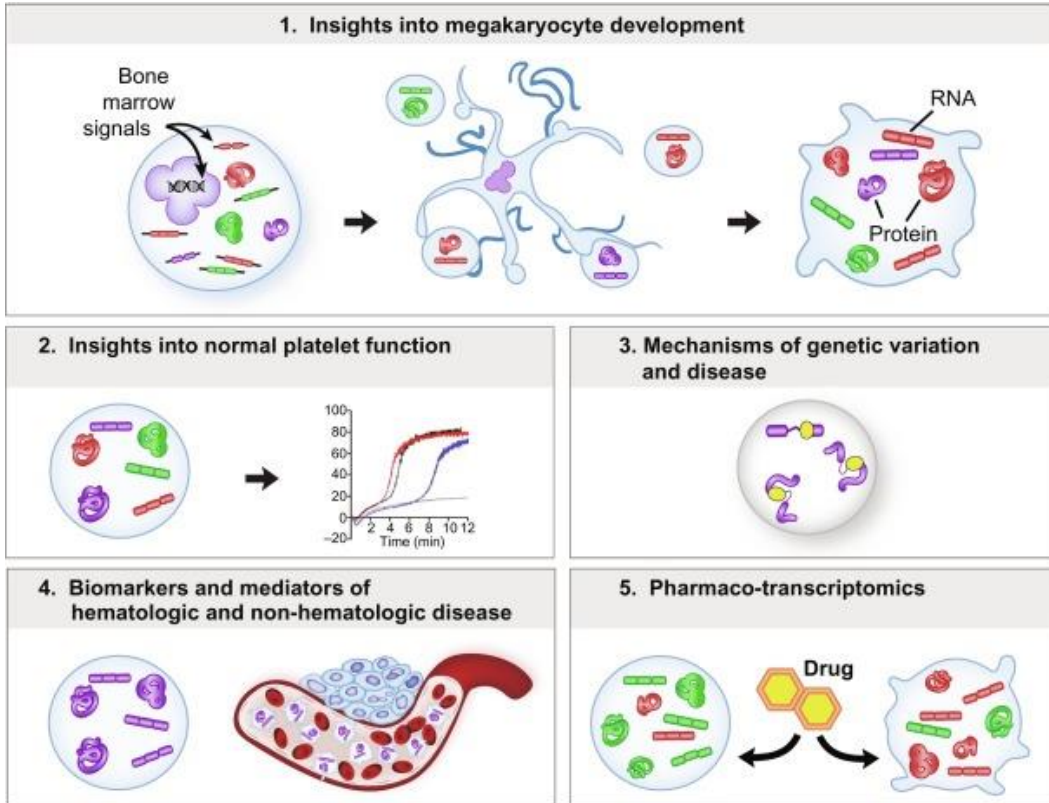 1. Insights into megakaryocyte development
Bone
marrow
signals
RNA
Protein
2. Insights into normal platelet function
100
80
60
40
20
0
–20
2 4 6 8 10 12
Time (min)
3. Mechanisms of genetic variation
and disease
4. Biomarkers and mediators of
hematologic and non-hematologic disease
5. Pharmaco-transcriptomics
Drug